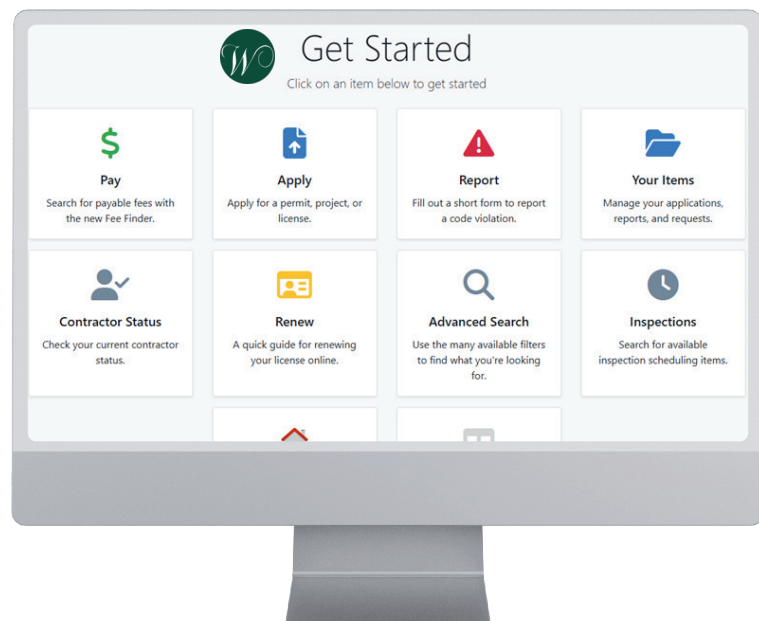 W
Get Started
Click on an item below to get started
$
Pay
Search for payable fees with
the new Fee Finder.
Apply
Apply for a permit, project, or
license.
Report
Fill out a short form to report
a code violation.
Your Items
Manage your applications,
reports, and requests.
Contractor Status
Check your current contractor
status.
Renew
A quick guide for renewing
your license online.
Advanced Search
Use the many available filters
to find what you're looking
for.
Inspections
Search for available
inspection scheduling items.